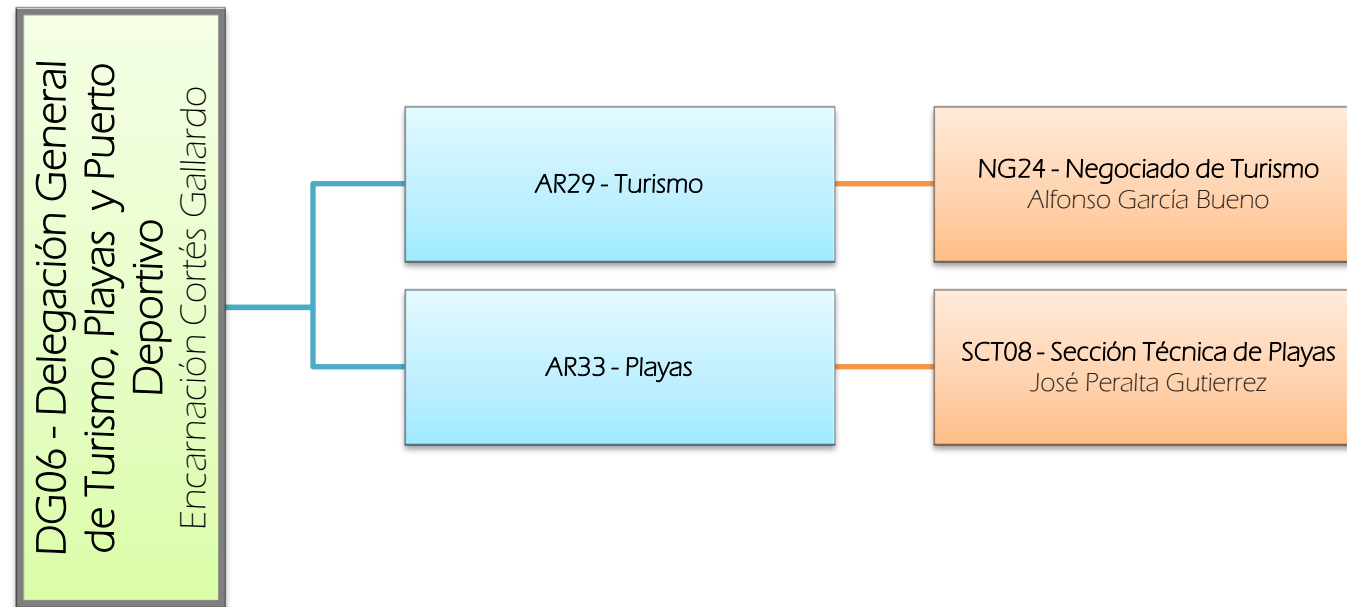 DG06 - Delegación General
de Turismo, Playas y Puerto
Deportivo
Encarnación Cortés Gallardo
AR29 - Turismo
NG24 - Negociado de Turismo
Alfonso García Bueno
AR33 - Playas
SCT08 - Sección Técnica de Playas
José Peralta Gutierrez